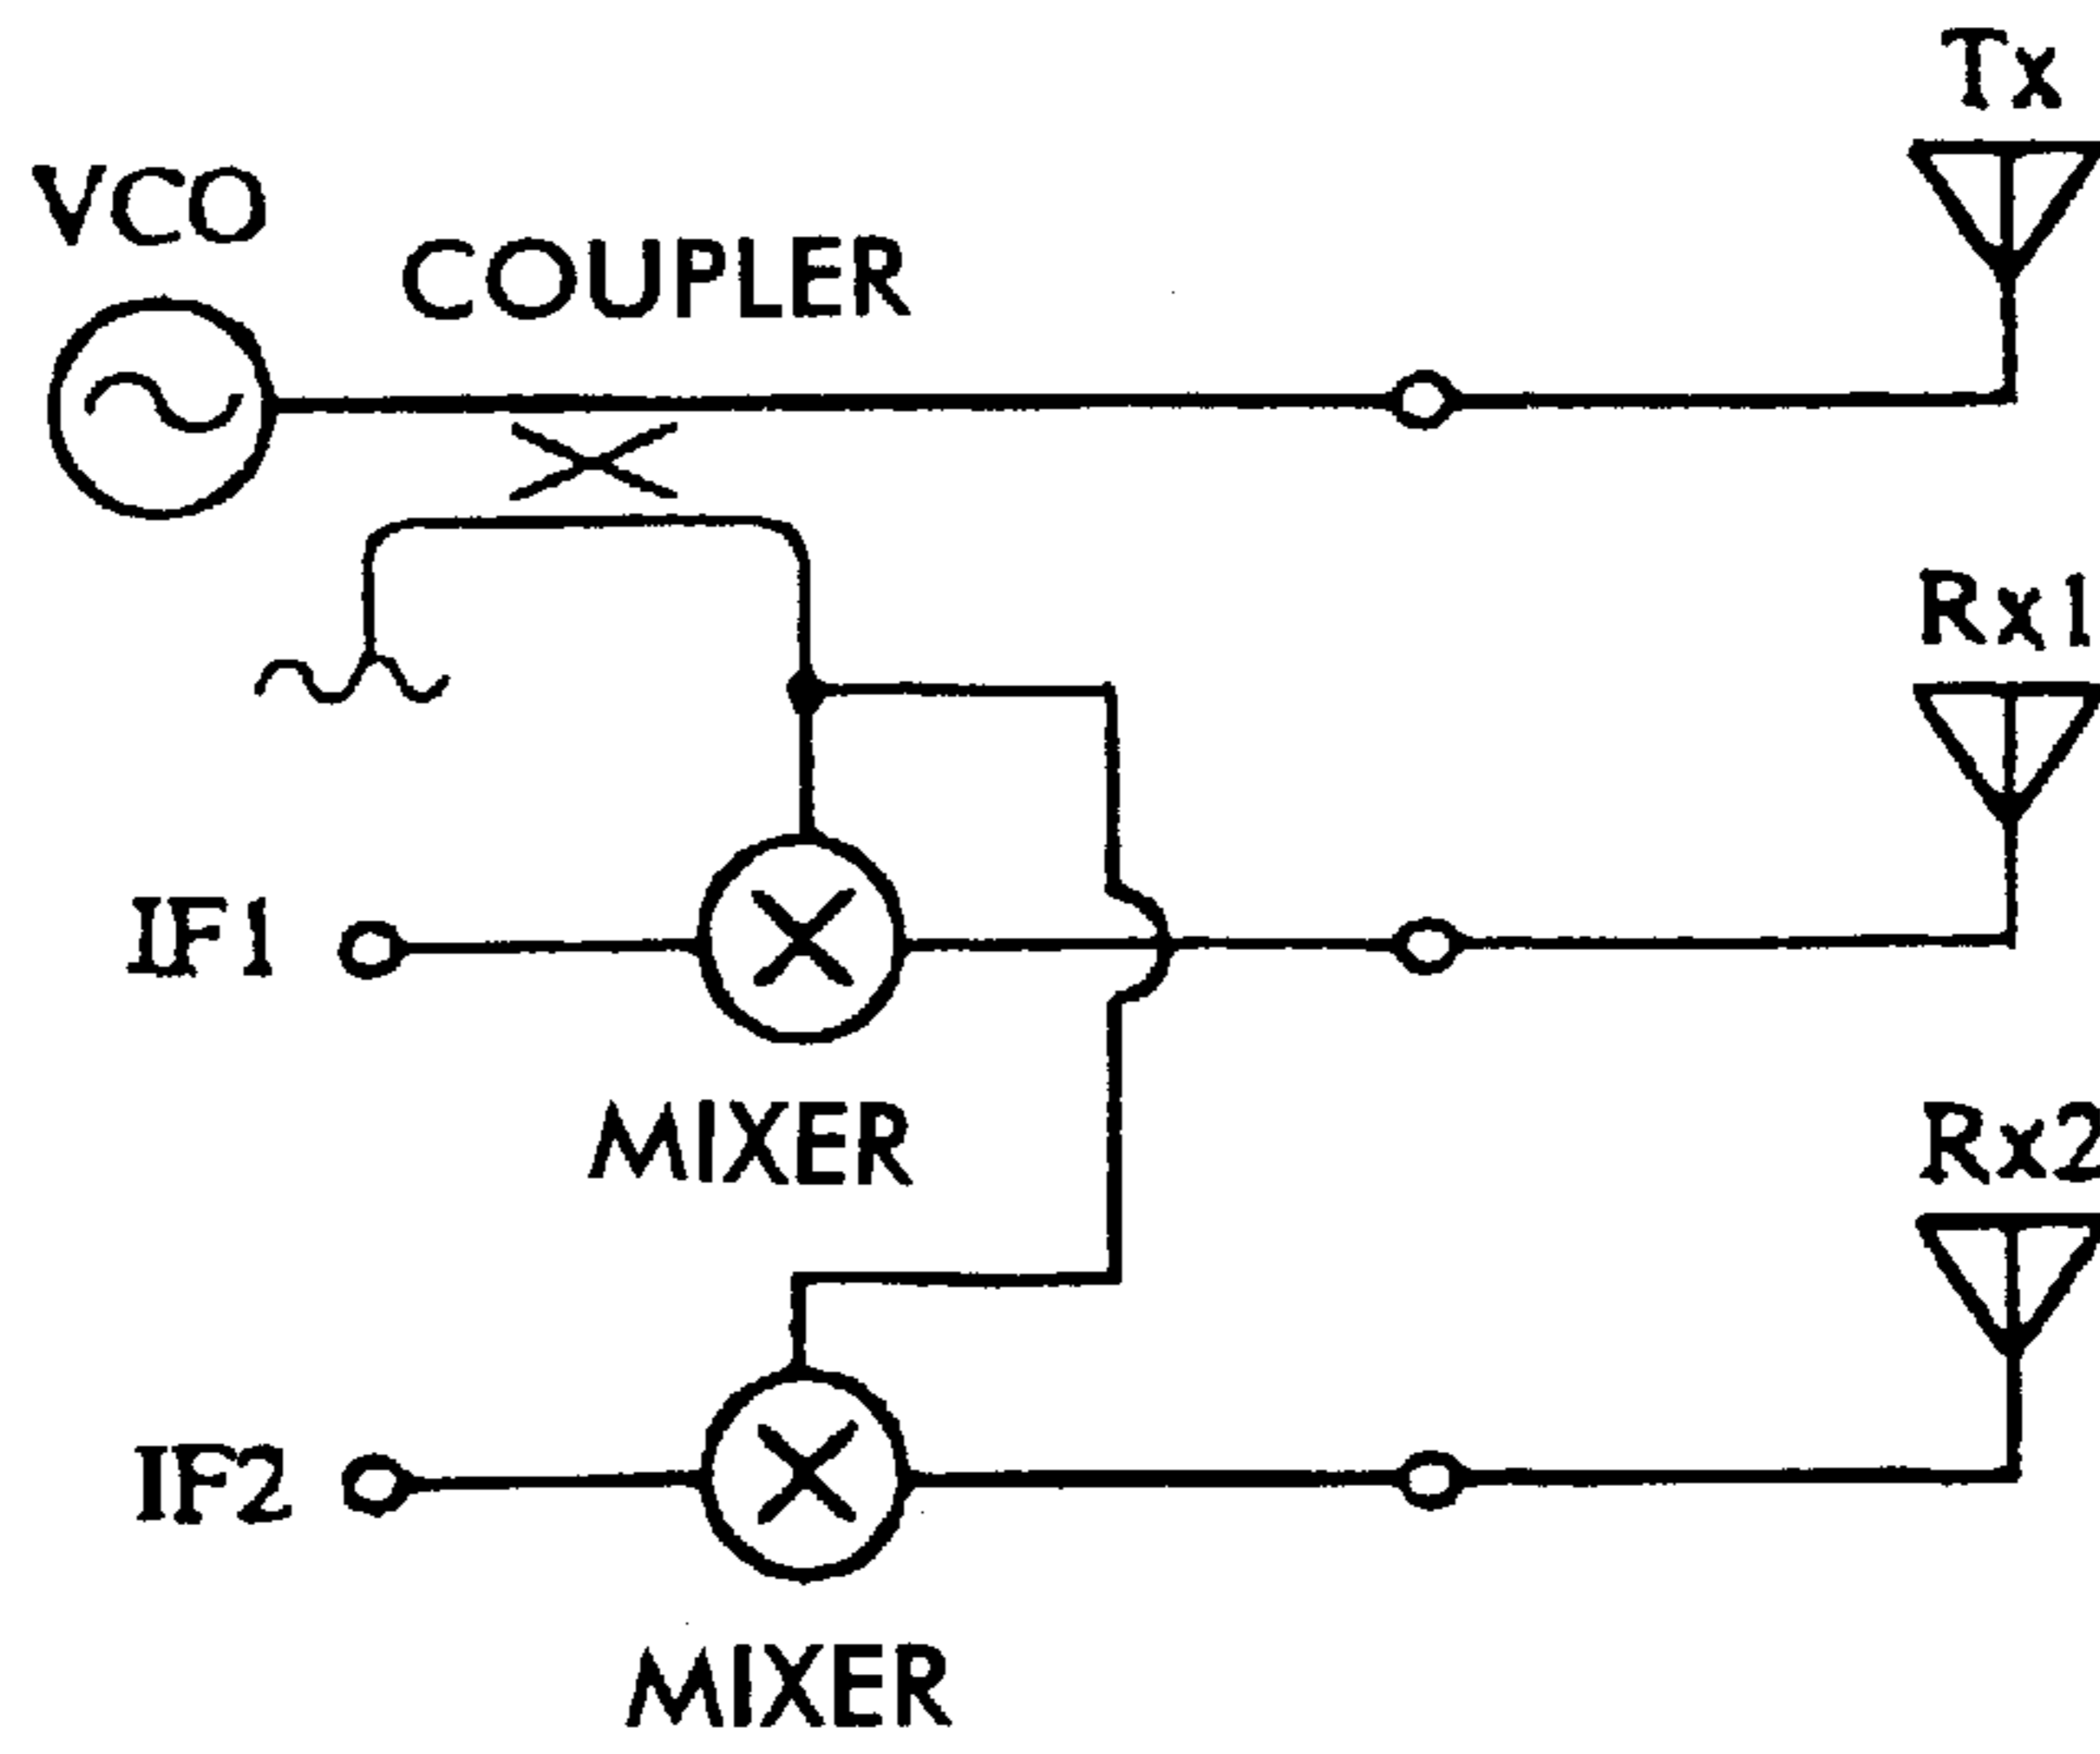 Tx
VCO
COUPLER
Rx1
IF1
MIXER
Rx2
IF2
MIXER